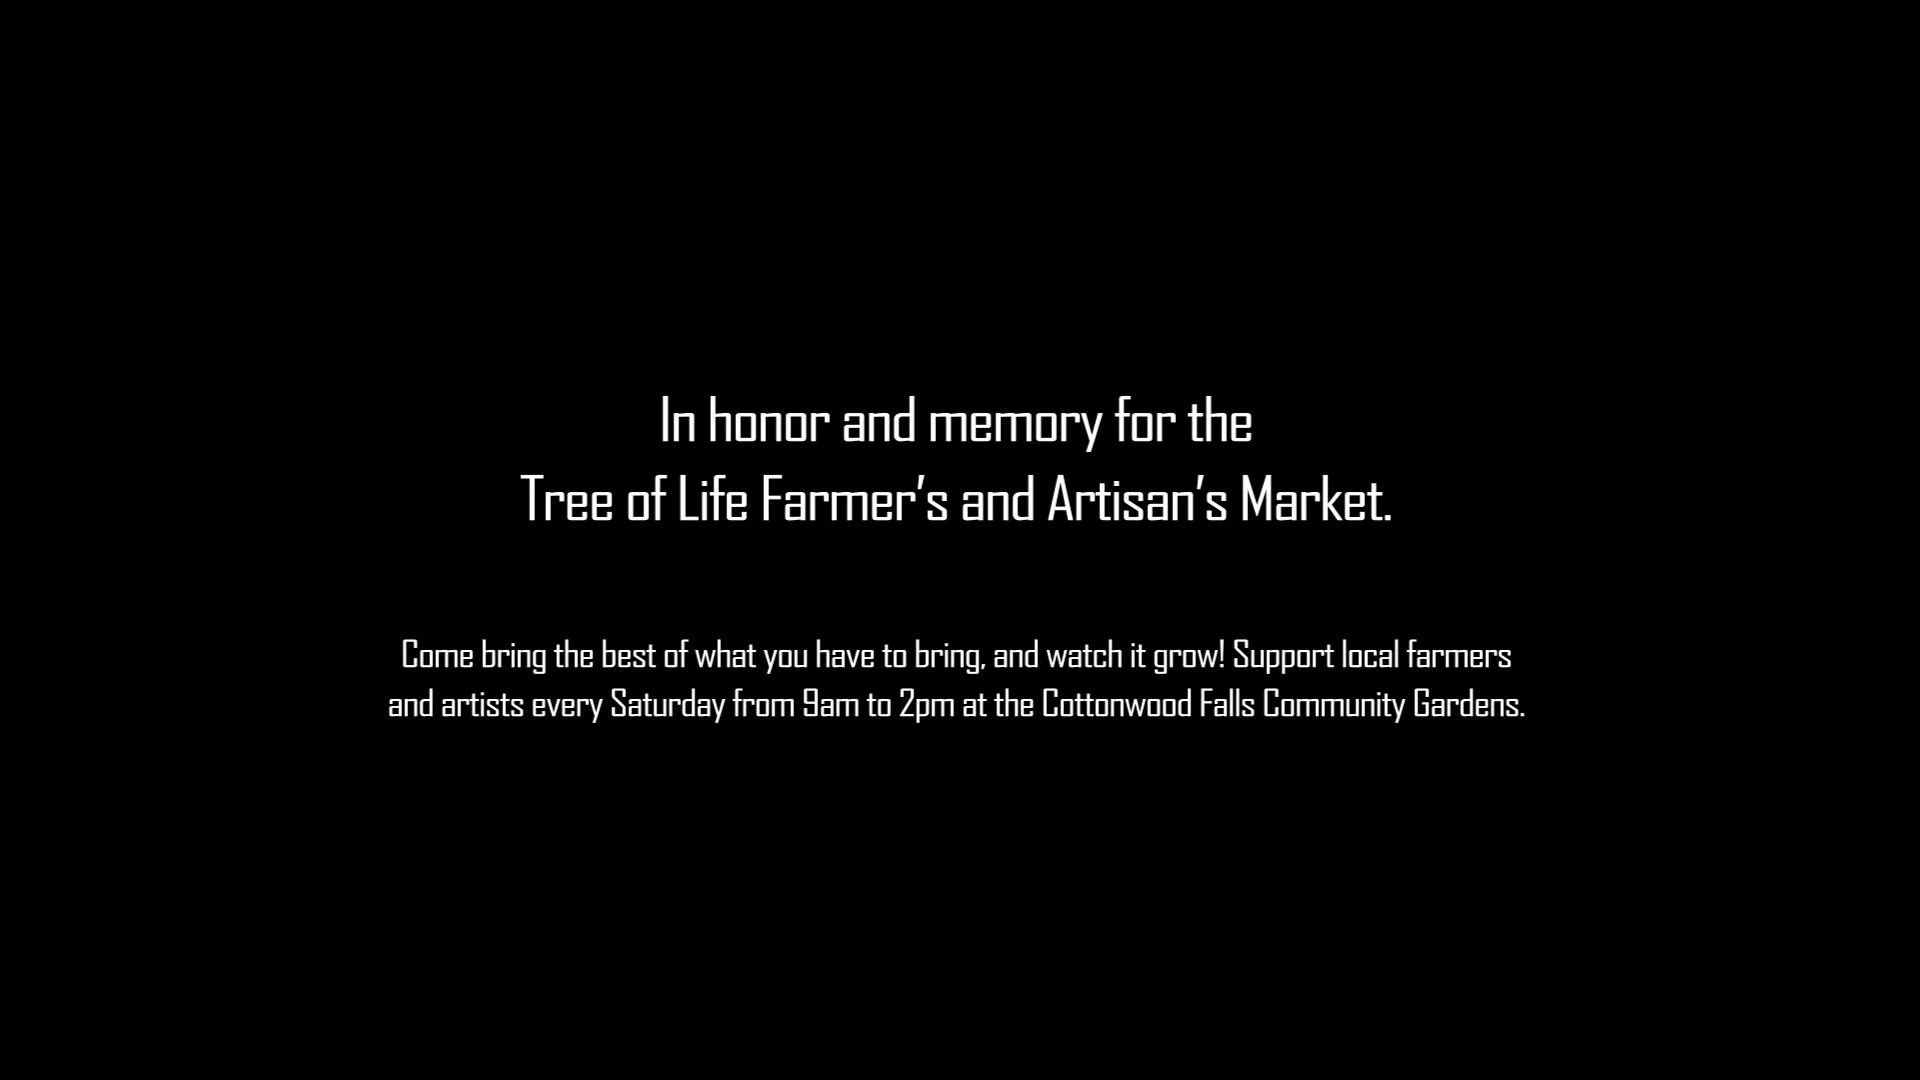 In honor and memory for the
Tree of Life Farmer’s and Artisan’s Market.
Come bring the best of what you have to bring, and watch it grow! Support local farmers
and artists every Saturday from 9am to 2pm at the Cottonwood Falls Community Gardens.